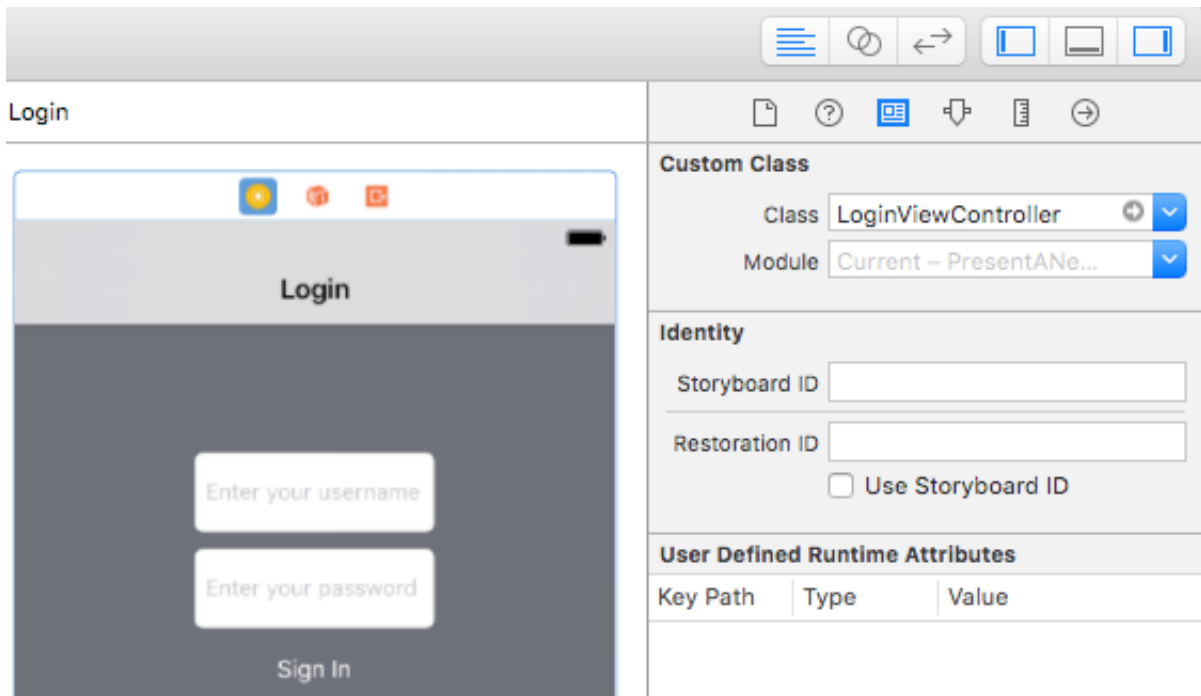 Login
Custom Class
Class LoginViewController
Module Current – PresentANe...
Login
Identity
Storyboard ID
Restoration ID
Use Storyboard ID
Enter your username
User Defined Runtime Attributes
Enter your password
Key Path Type Value
Sign In